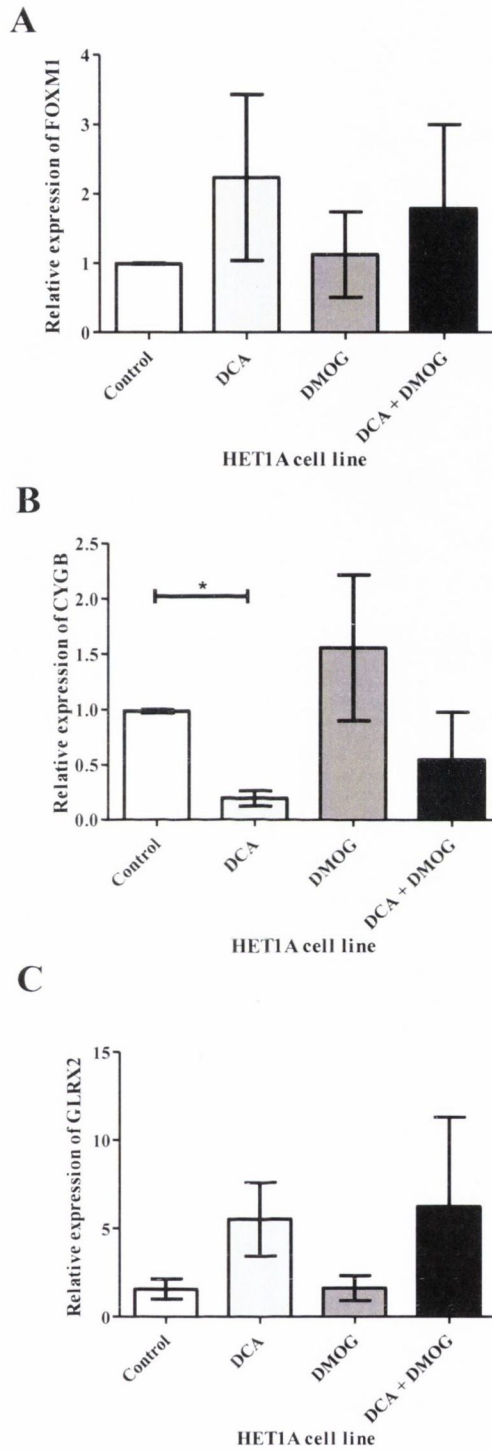 A
Relative expression of FOXM1
4
3
2
1
0
Control
DCA
DMOG
DCA + DMOG
HET1A cell line
B
Relative expression of CYGB
2.5
2.0
1.5
1.0
0.5
0.0
*
Control
DCA
DMOG
DCA + DMOG
HET1A cell line
C
Relative expression of GLRX2
15
10
5
0
Control
DCA
DMOG
DCA + DMOG
HET1A cell line